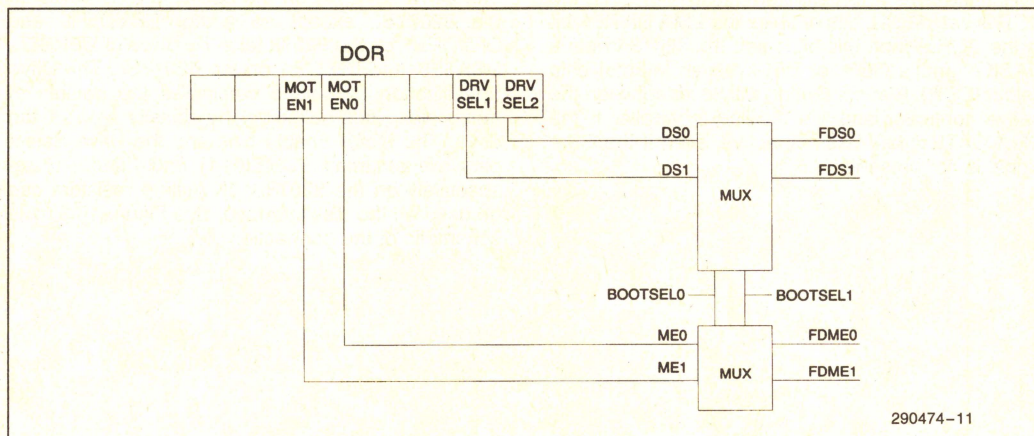 DOR
MOT EN1
MOT EN0
DRV SEL1
DRV SEL2
DS0
FDS0
DS1
FDS1
MUX
BOOTSEL0
BOOTSEL1
ME0
FDME0
ME1
FDME1
MUX
290474-11